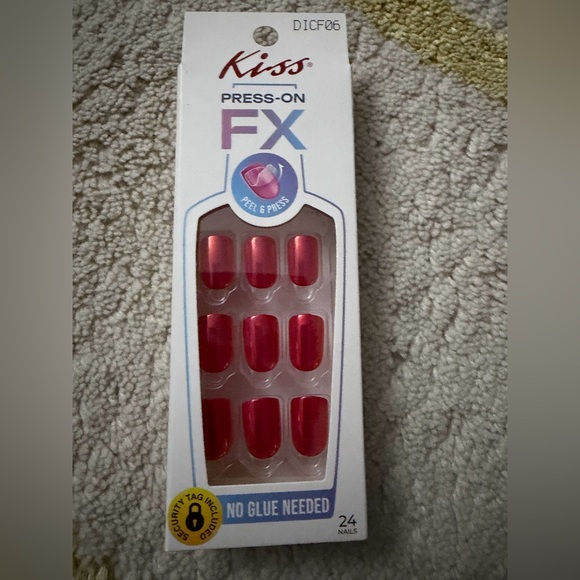 DICF06
Kiss®
PRESS-ON
FX
PEEL & PRESS
SECURITY TAG INCLUDED
NO GLUE NEEDED
24
NAILS